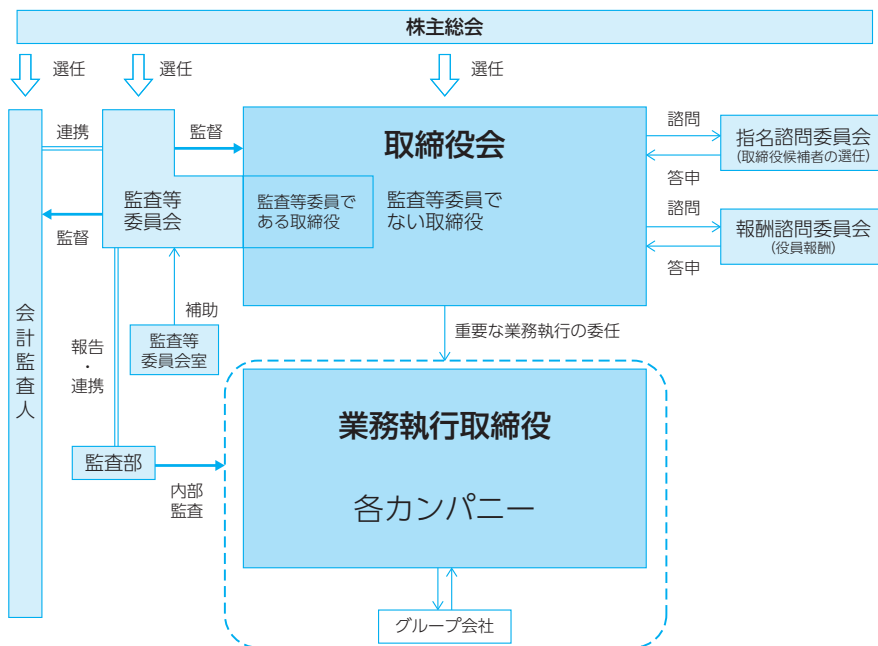 株主総会
選任
選任
選任
連携
監督
取締役会
諮問
指名諮問委員会
(取締役候補者の選任)
答申
監査等
委員会
監査等委員で
ある取締役
監査等委員で
ない取締役
監督
諮問
報酬諮問委員会
(役員報酬)
答申
会計監査人
補助
監査等
委員会室
報告
・
連携
重要な業務執行の委任
業務執行取締役
監査部
内部
監査
各カンパニー
グループ会社